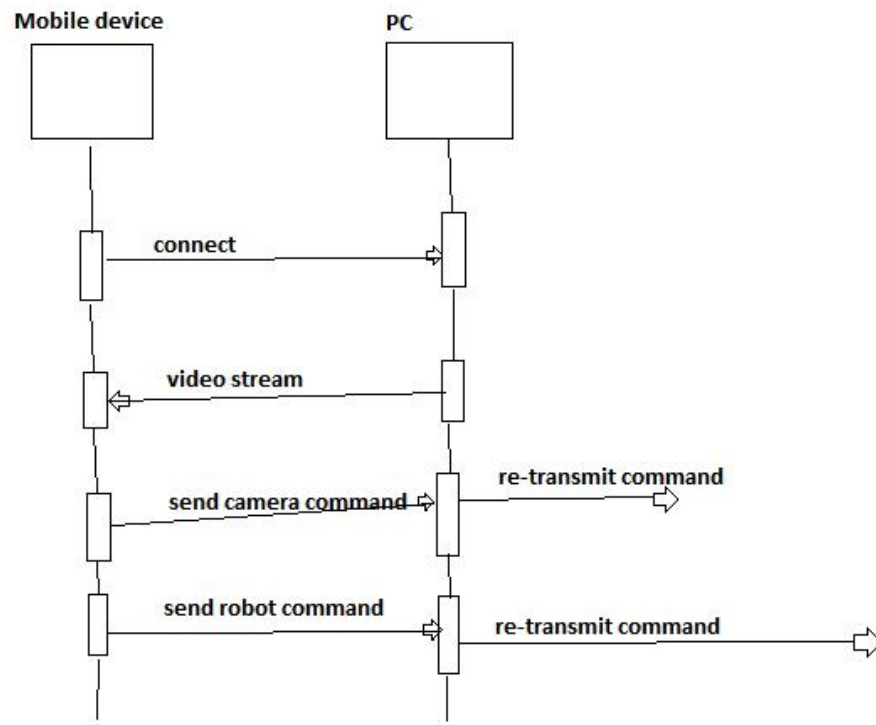 Mobile device
PC
connect
video stream
send camera command
re-transmit command
send robot command
re-transmit command